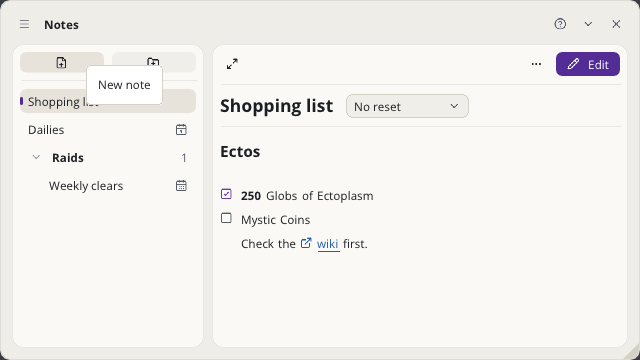 Notes
New note
Shopping list
Dailies
Raids 1
Weekly clears
Edit
Shopping list No reset
Ectos
250 Globs of Ectoplasm
Mystic Coins
Check the wiki first.